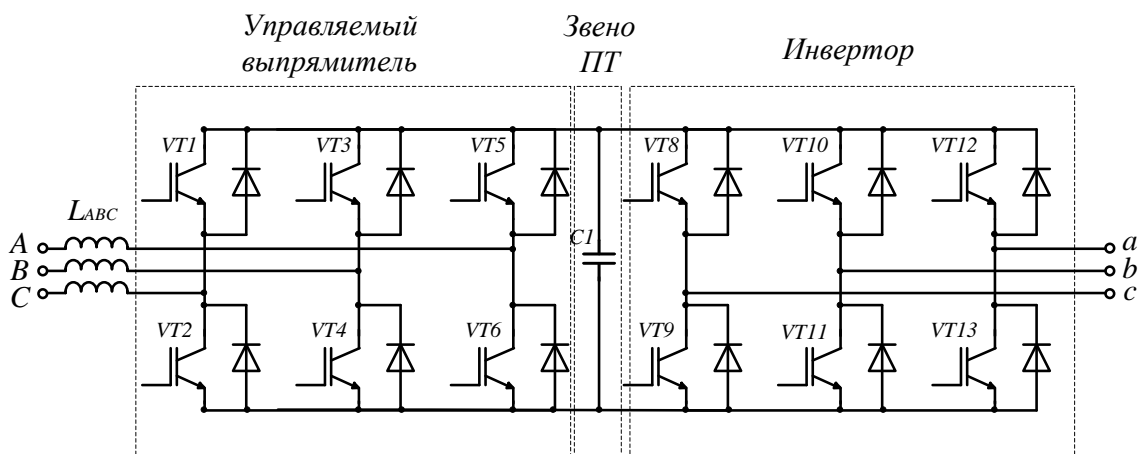 Управляемый
выпрямитель
Звено
ПТ
Инвертор
VT1
VT3
VT5
VT8
VT10
VT12
LABC
A
B
C
C1
a
b
c
VT2
VT4
VT6
VT9
VT11
VT13